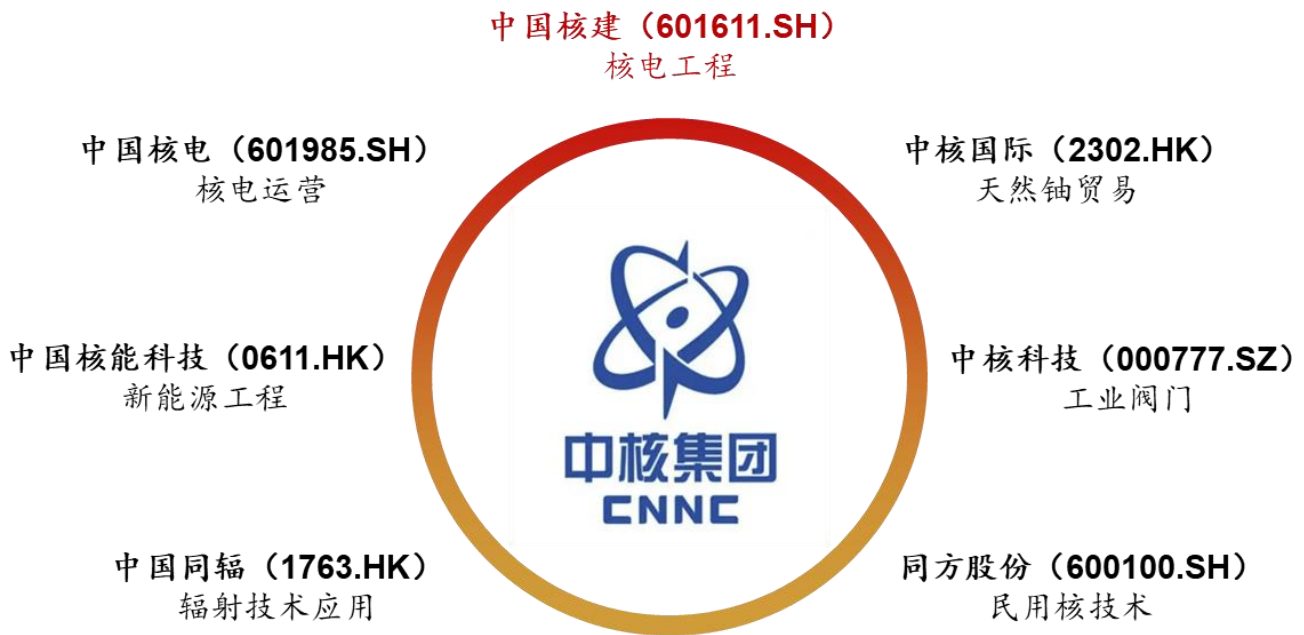 中国核建（601611.SH）
核电工程
中国核电（601985.SH）
核电运营
中核国际（2302.HK）
天然铀贸易
中国核能科技（0611.HK）
新能源工程
中核科技（000777.SZ）
工业阀门
中核集团
CNNC
中国同辐（1763.HK）
辐射技术应用
同方股份（600100.SH）
民用核技术